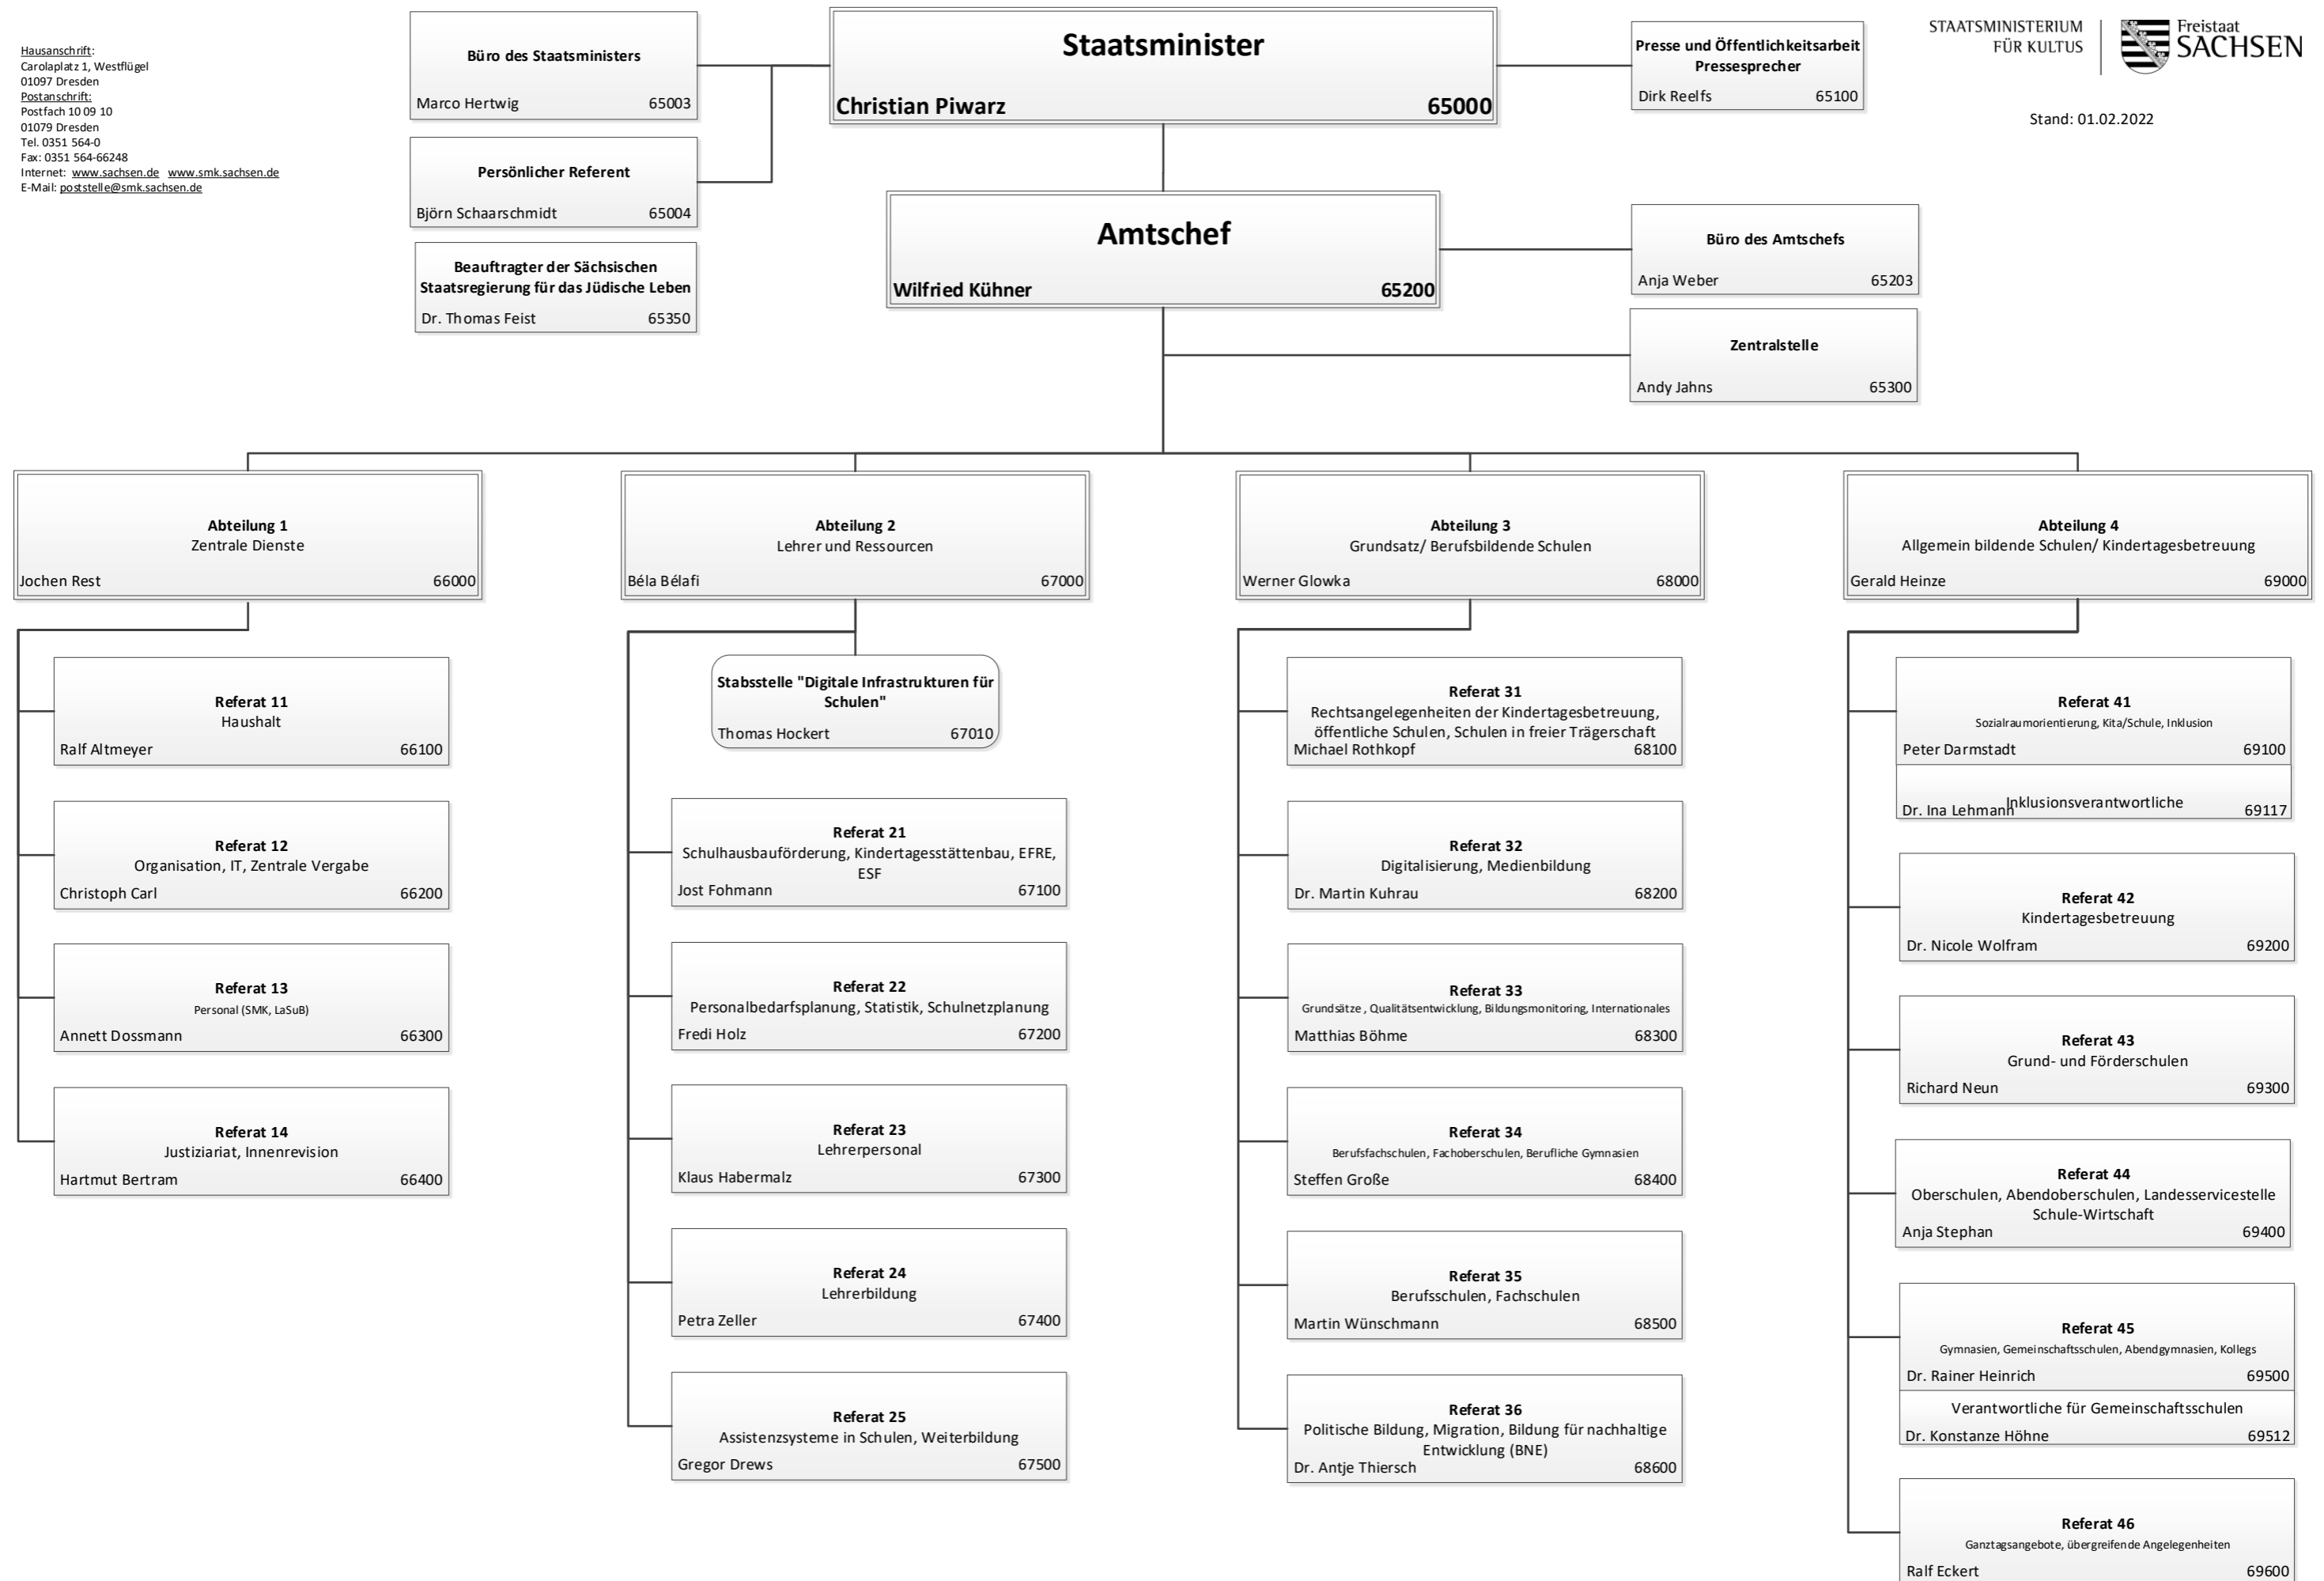 Hausanschrift:
Carolaplatz 1, Westflügel
01097 Dresden
Postanschrift:
Postfach 10 09 10
01079 Dresden
Tel. 0351 564-0
Fax: 0351 564-66248
Internet: www.sachsen.de www.smk.sachsen.de
E-Mail: poststelle@smk.sachsen.de
Büro des Staatsministers
Marco Hertwig 65003
Persönlicher Referent
Björn Schaarschmidt 65004
Beauftragter der Sächsischen
Staatsregierung für das Jüdische Leben
Dr. Thomas Feist 65350
Staatsminister
Christian Piwarz 65000
Amtschef
Wilfried Kühner 65200
Presse und Öffentlichkeitsarbeit
Pressesprecher
Dirk Reelfs 65100
Büro des Amtschefs
Anja Weber 65203
Zentralstelle
Andy Jahns 65300
STAATSMINISTERIUM
FÜR KULTUS
Freistaat
SACHSEN
Stand: 01.02.2022
Abteilung 1
Zentrale Dienste
Jochen Rest 66000
Referat 11
Haushalt
Ralf Altmeyer 66100
Referat 12
Organisation, IT, Zentrale Vergabe
Christoph Carl 66200
Referat 13
Personal (SMK, LaSuB)
Annett Dossmann 66300
Referat 14
Justiziariat, Innenrevision
Hartmut Bertram 66400
Abteilung 2
Lehrer und Ressourcen
Béla Bélafi 67000
Stabsstelle "Digitale Infrastrukturen für
Schulen"
Thomas Hockert 67010
Referat 21
Schulhausbauförderung, Kindertagesstättenbau, EFRE,
ESF
Jost Fohmann 67100
Referat 22
Personalbedarfsplanung, Statistik, Schulnetzplanung
Fredi Holz 67200
Referat 23
Lehrerpersonal
Klaus Habermalz 67300
Referat 24
Lehrerbildung
Petra Zeller 67400
Referat 25
Assistenzsysteme in Schulen, Weiterbildung
Gregor Drews 67500
Abteilung 3
Grundsatz/ Berufsbildende Schulen
Werner Glowka 68000
Referat 31
Rechtsangelegenheiten der Kindertagesbetreuung,
öffentliche Schulen, Schulen in freier Trägerschaft
Michael Rothkopf 68100
Referat 32
Digitalisierung, Medienbildung
Dr. Martin Kuhrau 68200
Referat 33
Grundsätze , Qualitätsentwicklung, Bildungsmonitoring, Internationales
Matthias Böhme 68300
Referat 34
Berufsfachschulen, Fachoberschulen, Berufliche Gymnasien
Steffen Große 68400
Referat 35
Berufsschulen, Fachschulen
Martin Wünschmann 68500
Referat 36
Politische Bildung, Migration, Bildung für nachhaltige
Entwicklung (BNE)
Dr. Antje Thiersch 68600
Abteilung 4
Allgemein bildende Schulen/ Kindertagesbetreuung
Gerald Heinze 69000
Referat 41
Sozialraumorientierung, Kita/Schule, Inklusion
Peter Darmstadt 69100
Inklusionsverantwortliche
Dr. Ina Lehmann 69117
Referat 42
Kindertagesbetreuung
Dr. Nicole Wolfram 69200
Referat 43
Grund- und Förderschulen
Richard Neun 69300
Referat 44
Oberschulen, Abendoberschulen, Landesservicestelle
Schule-Wirtschaft
Anja Stephan 69400
Referat 45
Gymnasien, Gemeinschaftsschulen, Abendgymnasien, Kollegs
Dr. Rainer Heinrich 69500
Verantwortliche für Gemeinschaftsschulen
Dr. Konstanze Höhne 69512
Referat 46
Ganztagsangebote, übergreifende Angelegenheiten
Ralf Eckert 69600